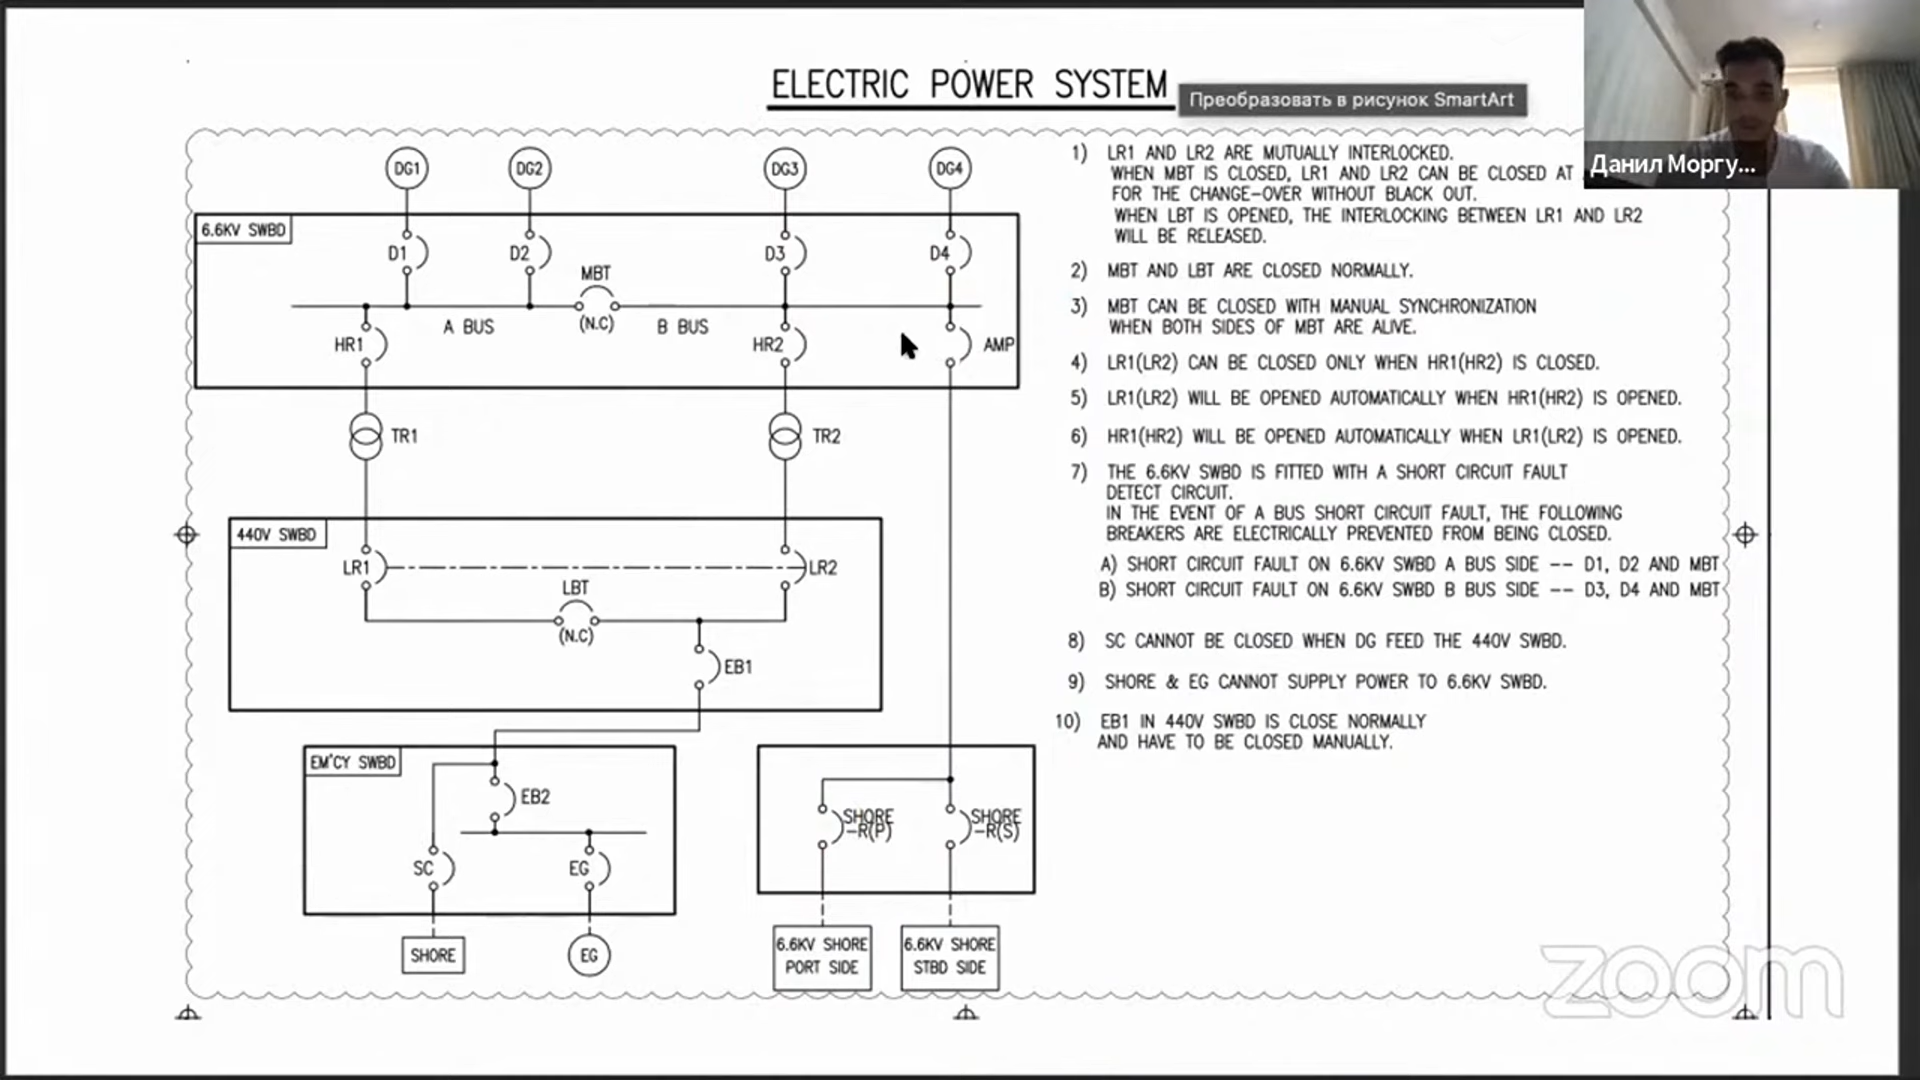 ELECTRIC POWER SYSTEM
Преобразовать в рисунок SmartArt
Данил Моргу...
DG1
DG2
DG3
DG4
6.6KV SWBD
D1
D2
D3
D4
MBT
(N.C)
A BUS
B BUS
HR1
HR2
AMP
TR1
TR2
440V SWBD
LR1
LR2
LBT
(N.C)
EB1
EM'CY SWBD
EB2
SC
EG
SHORE
EG
SHORE
-R(P)
SHORE
-R(S)
6.6KV SHORE
PORT SIDE
6.6KV SHORE
STBD SIDE
1) LR1 AND LR2 ARE MUTUALLY INTERLOCKED.
WHEN MBT IS CLOSED, LR1 AND LR2 CAN BE CLOSED AT
FOR THE CHANGE-OVER WITHOUT BLACK OUT.
WHEN LBT IS OPENED, THE INTERLOCKING BETWEEN LR1 AND LR2
WILL BE RELEASED.
2) MBT AND LBT ARE CLOSED NORMALLY.
3) MBT CAN BE CLOSED WITH MANUAL SYNCHRONIZATION
WHEN BOTH SIDES OF MBT ARE ALIVE.
4) LR1(LR2) CAN BE CLOSED ONLY WHEN HR1(HR2) IS CLOSED.
5) LR1(LR2) WILL BE OPENED AUTOMATICALLY WHEN HR1(HR2) IS OPENED.
6) HR1(HR2) WILL BE OPENED AUTOMATICALLY WHEN LR1(LR2) IS OPENED.
7) THE 6.6KV SWBD IS FITTED WITH A SHORT CIRCUIT FAULT
DETECT CIRCUIT.
IN THE EVENT OF A BUS SHORT CIRCUIT FAULT, THE FOLLOWING
BREAKERS ARE ELECTRICALLY PREVENTED FROM BEING CLOSED.
A) SHORT CIRCUIT FAULT ON 6.6KV SWBD A BUS SIDE -- D1, D2 AND MBT
B) SHORT CIRCUIT FAULT ON 6.6KV SWBD B BUS SIDE -- D3, D4 AND MBT
8) SC CANNOT BE CLOSED WHEN DG FEED THE 440V SWBD.
9) SHORE & EG CANNOT SUPPLY POWER TO 6.6KV SWBD.
10) EB1 IN 440V SWBD IS CLOSE NORMALLY
AND HAVE TO BE CLOSED MANUALLY.
zoom